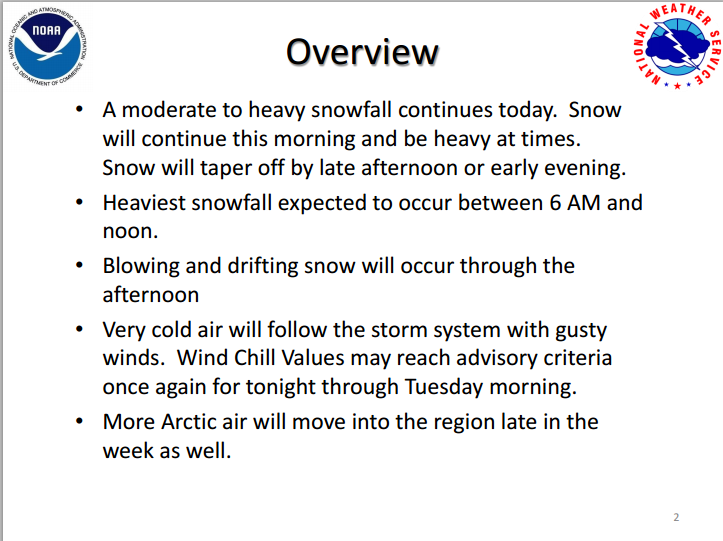 NOAA
NATIONAL OCEANIC AND ATMOSPHERIC ADMINISTRATION
U.S. DEPARTMENT OF COMMERCE
Overview
NATIONAL WEATHER SERVICE
• A moderate to heavy snowfall continues today.  Snow
will continue this morning and be heavy at times.
Snow will taper off by late afternoon or early evening.
• Heaviest snowfall expected to occur between 6 AM and
noon.
• Blowing and drifting snow will occur through the
afternoon
• Very cold air will follow the storm system with gusty
winds.  Wind Chill Values may reach advisory criteria
once again for tonight through Tuesday morning.
• More Arctic air will move into the region late in the
week as well.
2